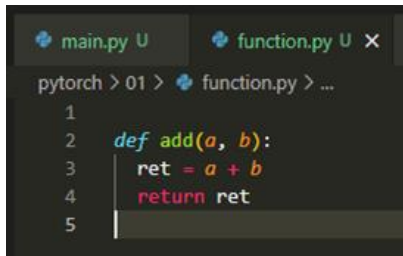 main.py U function.py U ×
pytorch > 01 > function.py > ...
1
2 def add(a, b):
3   ret = a + b
4   return ret
5